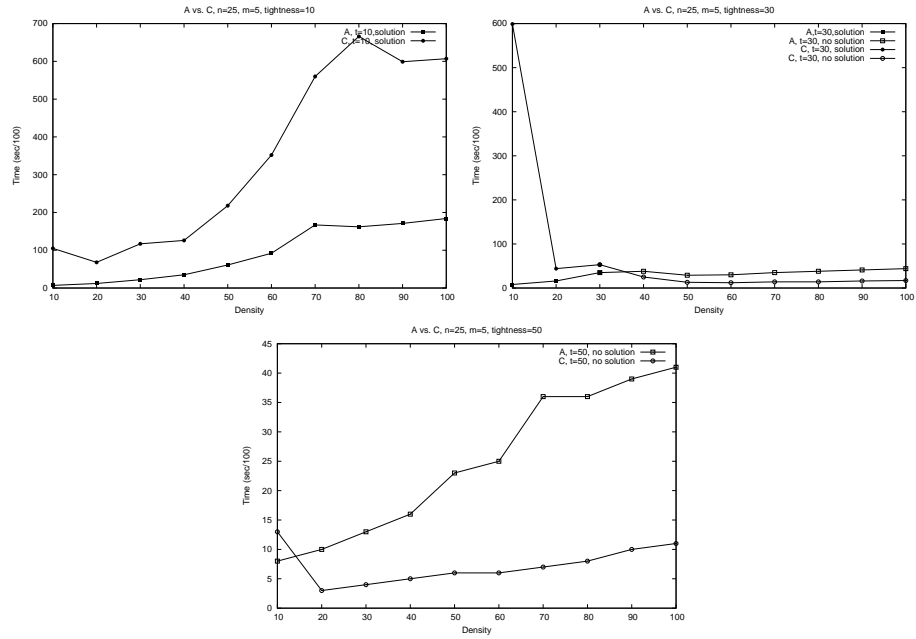 A vs. C, n=25, m=5, tightness=10
700
600
500
400
300
200
100
0
Time (sec/100)
10 20 30 40 50 60 70 80 90 100
Density
A, t=10,solution
C, t=10, solution
A vs. C, n=25, m=5, tightness=30
600
500
400
300
200
100
0
Time (sec/100)
10 20 30 40 50 60 70 80 90 100
Density
A,t=30,solution
A, t=30, no solution
C, t=30, solution
C, t=30, no solution
A vs. C, n=25, m=5, tightness=50
45
40
35
30
25
20
15
10
5
0
Time (sec/100)
10 20 30 40 50 60 70 80 90 100
Density
A, t=50, no solution
C, t=50, no solution